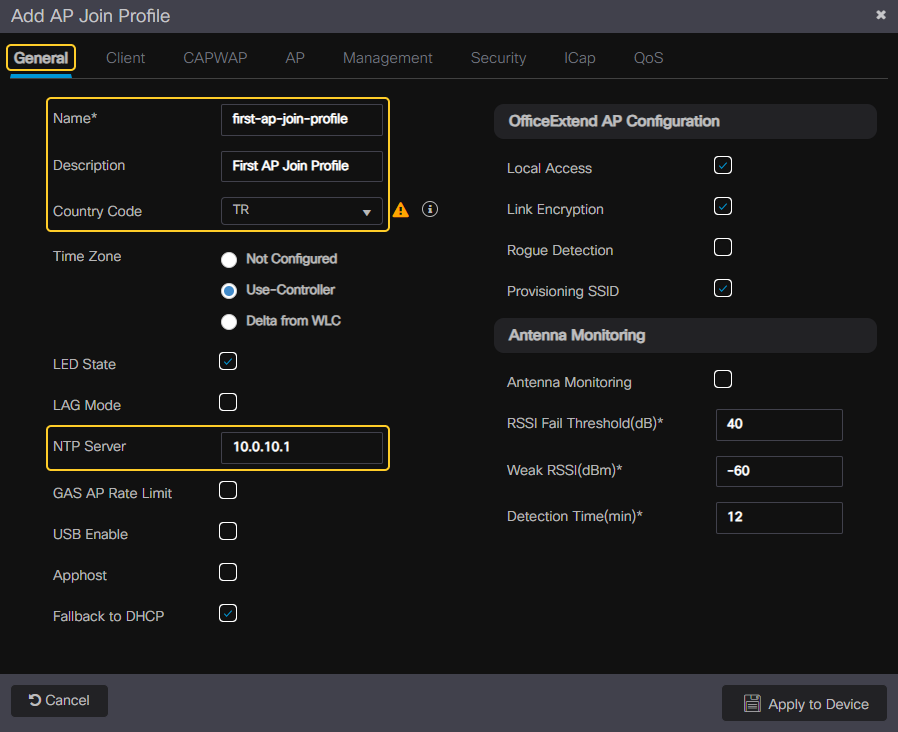 Add AP Join Profile
General Client CAPWAP AP Management Security ICap QoS
Name* first-ap-join-profile
Description First AP Join Profile
Country Code TR
Time Zone
Not Configured
Use-Controller
Delta from WLC
LED State
LAG Mode
NTP Server 10.0.10.1
GAS AP Rate Limit
USB Enable
Apphost
Fallback to DHCP
OfficeExtend AP Configuration
Local Access
Link Encryption
Rogue Detection
Provisioning SSID
Antenna Monitoring
Antenna Monitoring
RSSI Fail Threshold(dB)* 40
Weak RSSI(dBm)* -60
Detection Time(min)* 12
Cancel
Apply to Device